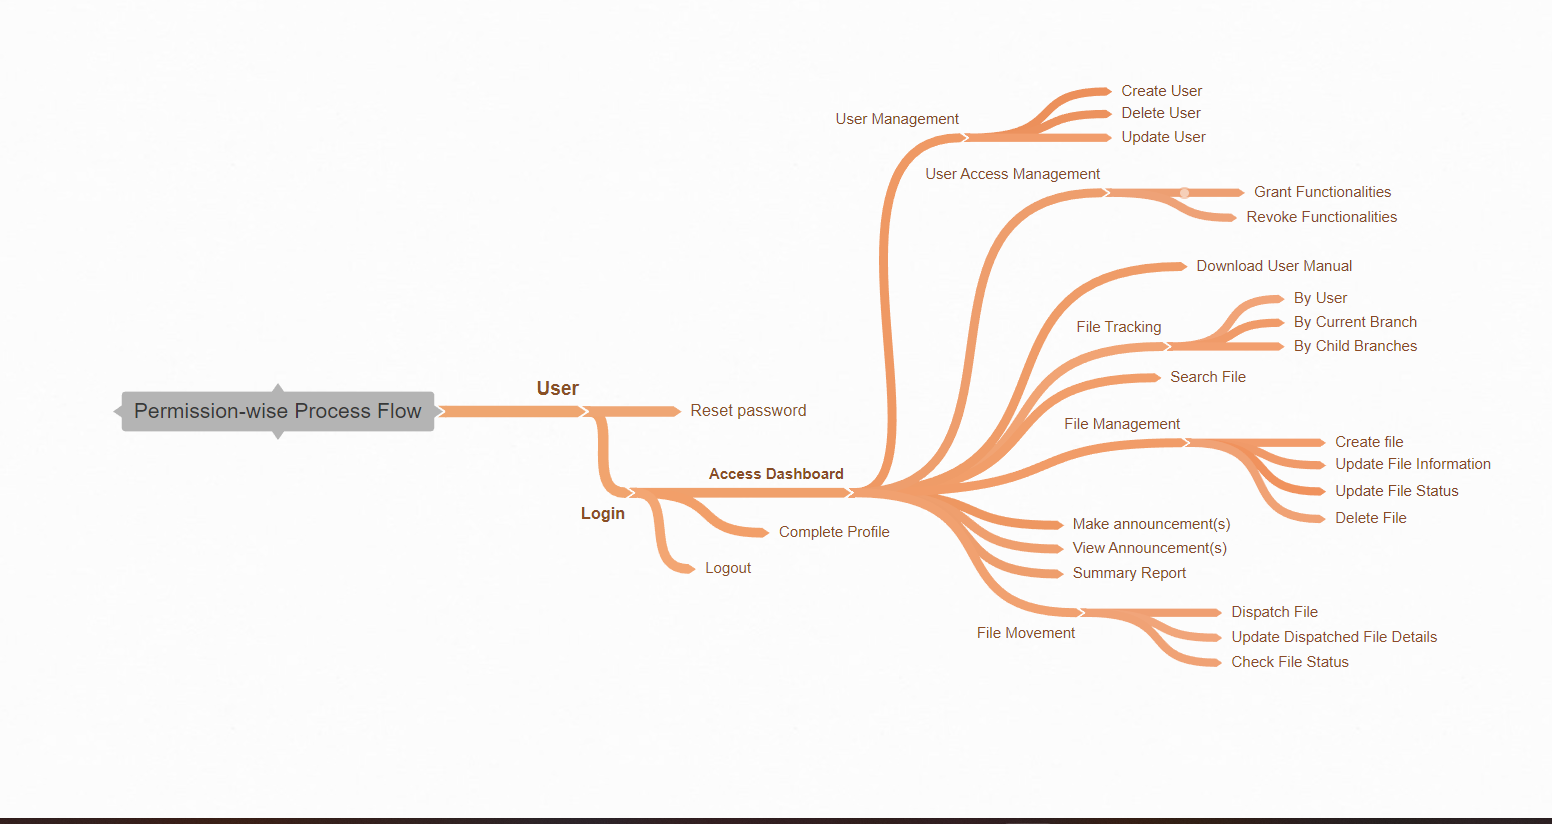 Permission-wise Process Flow
User
Reset password
Login
Access Dashboard
Complete Profile
Logout
User Management
Create User
Delete User
Update User
User Access Management
Grant Functionalities
Revoke Functionalities
Download User Manual
File Tracking
By User
By Current Branch
By Child Branches
Search File
File Management
Create file
Update File Information
Update File Status
Delete File
Make announcement(s)
View Announcement(s)
Summary Report
File Movement
Dispatch File
Update Dispatched File Details
Check File Status